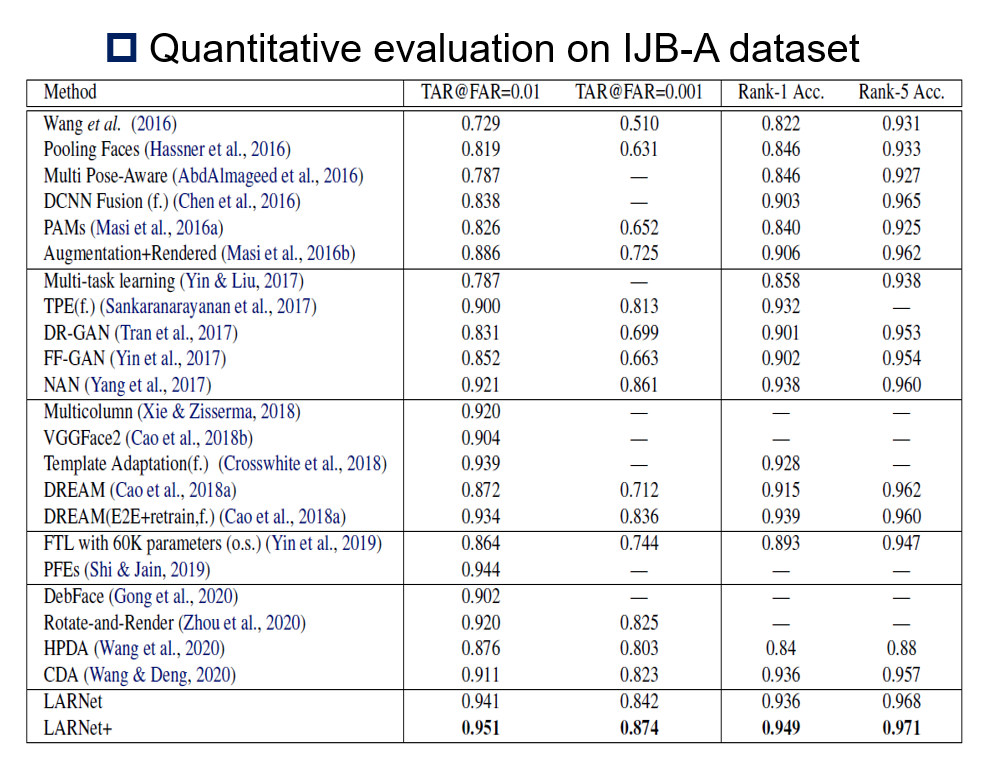 Quantitative evaluation on IJB-A dataset
Method TAR@FAR=0.01 TAR@FAR=0.001 Rank-1 Acc. Rank-5 Acc.
Wang et al. (2016) 0.729 0.510 0.822 0.931
Pooling Faces (Hassner et al., 2016) 0.819 0.631 0.846 0.933
Multi Pose-Aware (AbdAlmageed et al., 2016) 0.787 — 0.846 0.927
DCNN Fusion (f.) (Chen et al., 2016) 0.838 — 0.903 0.965
PAMs (Masi et al., 2016a) 0.826 0.652 0.840 0.925
Augmentation+Rendered (Masi et al., 2016b) 0.886 0.725 0.906 0.962
Multi-task learning (Yin & Liu, 2017) 0.787 — 0.858 0.938
TPE(f.) (Sankaranarayanan et al., 2017) 0.900 0.813 0.932 —
DR-GAN (Tran et al., 2017) 0.831 0.699 0.901 0.953
FF-GAN (Yin et al., 2017) 0.852 0.663 0.902 0.954
NAN (Yang et al., 2017) 0.921 0.861 0.938 0.960
Multicolumn (Xie & Zisserma, 2018) 0.920 — — —
VGGFace2 (Cao et al., 2018b) 0.904 — — —
Template Adaptation(f.) (Crosswhite et al., 2018) 0.939 — 0.928 —
DREAM (Cao et al., 2018a) 0.872 0.712 0.915 0.962
DREAM(E2E+retrain,f.) (Cao et al., 2018a) 0.934 0.836 0.939 0.960
FTL with 60K parameters (o.s.) (Yin et al., 2019) 0.864 0.744 0.893 0.947
PFEs (Shi & Jain, 2019) 0.944 — — —
DebFace (Gong et al., 2020) 0.902 — — —
Rotate-and-Render (Zhou et al., 2020) 0.920 0.825 — —
HPDA (Wang et al., 2020) 0.876 0.803 0.84 0.88
CDA (Wang & Deng, 2020) 0.911 0.823 0.936 0.957
LARNet 0.941 0.842 0.936 0.968
LARNet+ 0.951 0.874 0.949 0.971